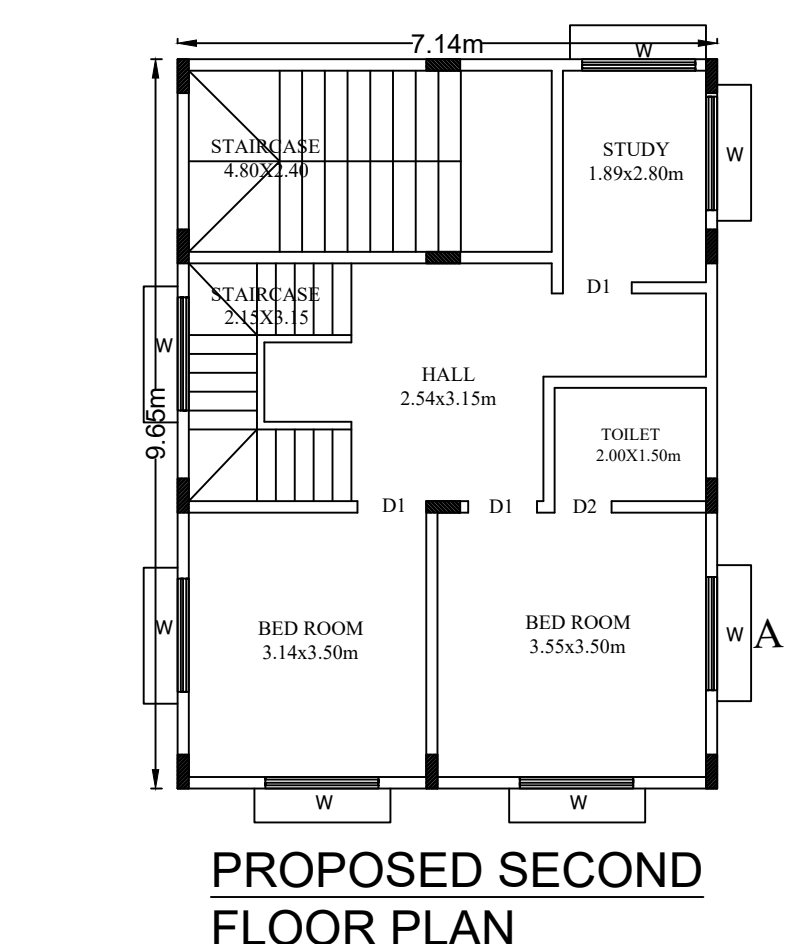 7.14m
W
STAIRCASE
4.80X2.40
STUDY
1.89x2.80m
W
D1
STAIRCASE
2.15X3.15
W
HALL
2.54x3.15m
9.65m
TOILET
2.00X1.50m
D1
D1
D2
W
BED ROOM
3.14x3.50m
BED ROOM
3.55x3.50m
W
A
W
W
PROPOSED SECOND
FLOOR PLAN